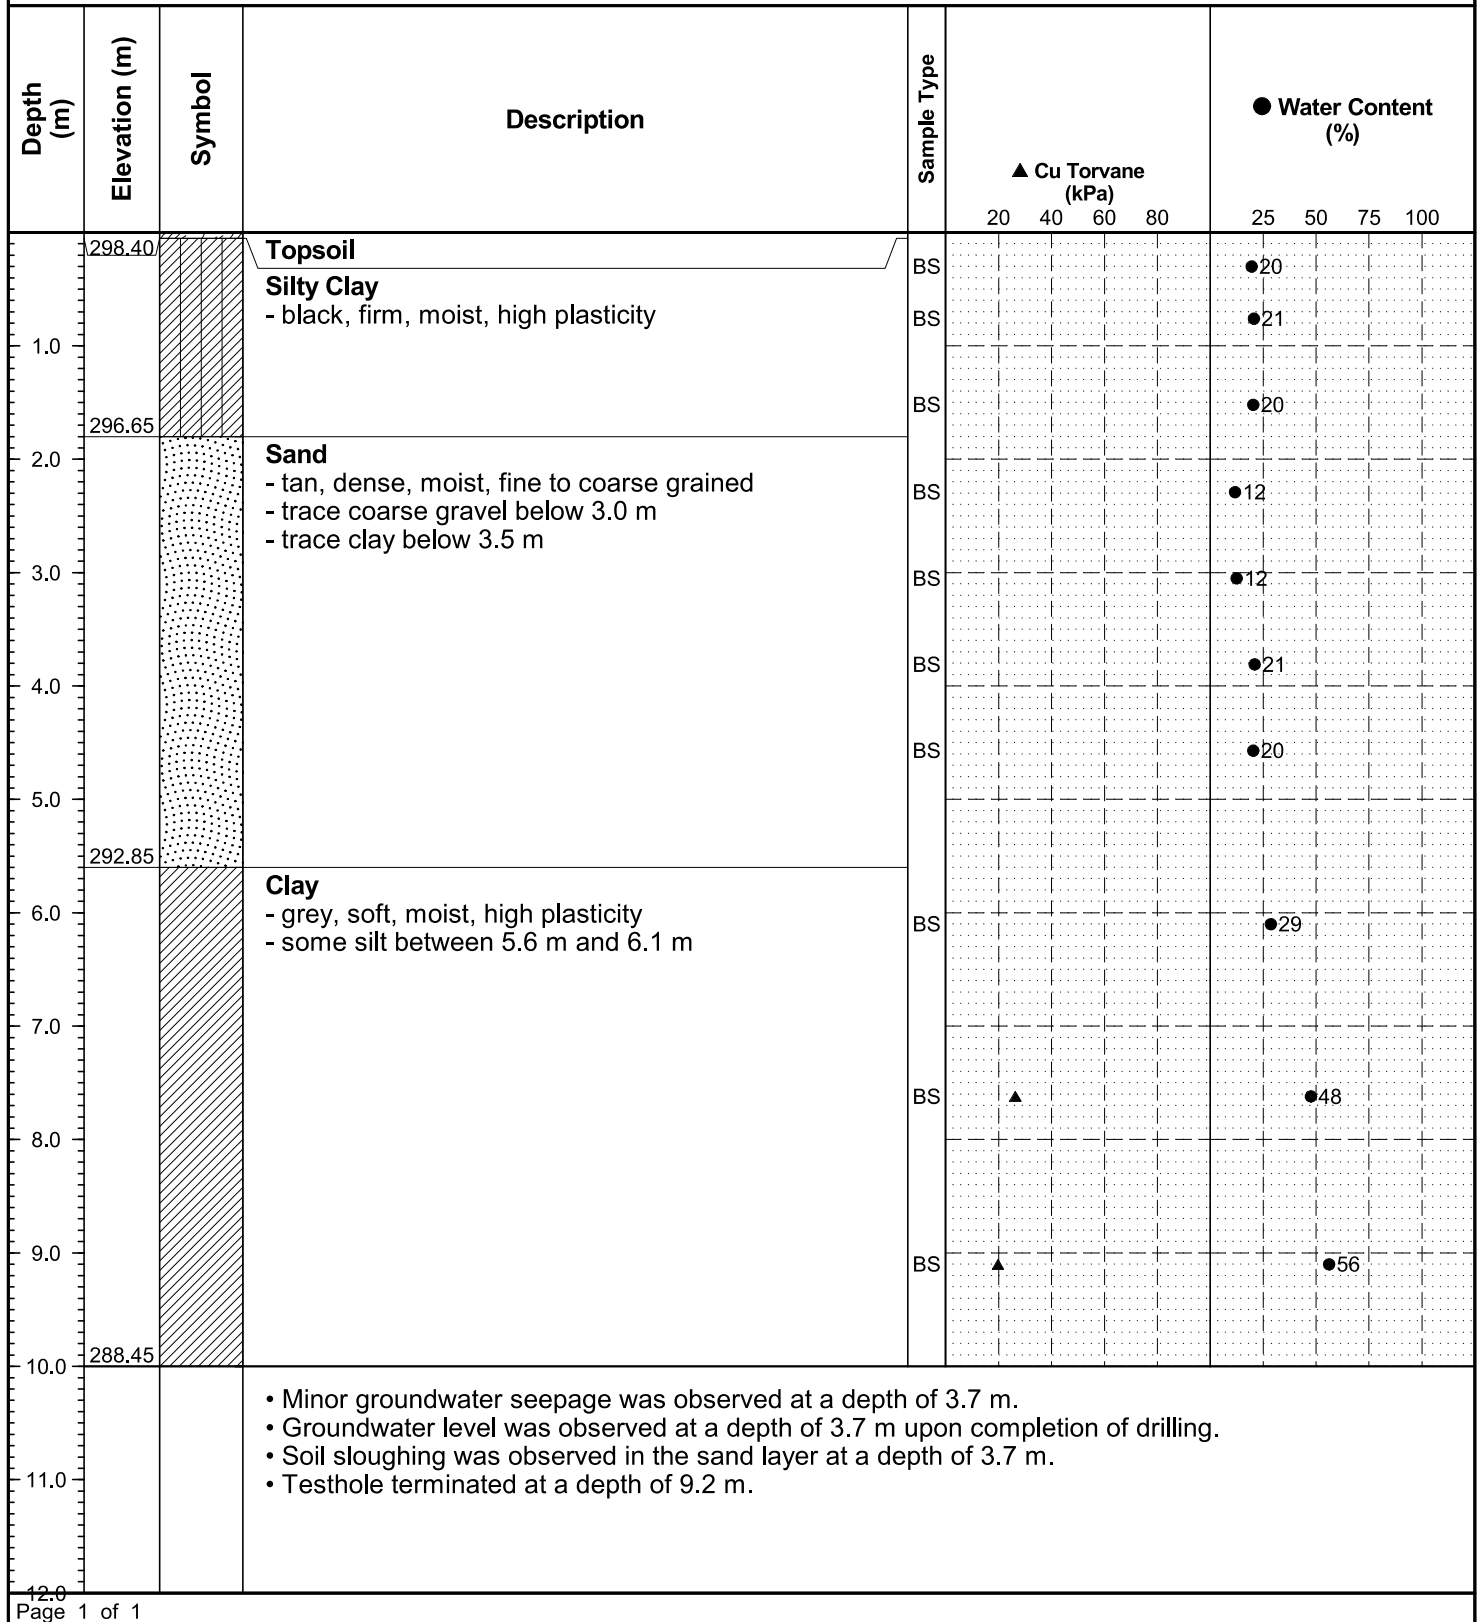 Depth
(m)
Elevation (m)
Symbol
Description
Sample Type
▲ Cu Torvane
(kPa)
20 40 60 80
● Water Content
(%)
25 50 75 100
298.40
Topsoil
BS
20
Silty Clay
- black, firm, moist, high plasticity
BS
21
1.0
BS
20
296.65
Sand
2.0
- tan, dense, moist, fine to coarse grained
BS
12
- trace coarse gravel below 3.0 m
- trace clay below 3.5 m
3.0
BS
12
BS
21
4.0
BS
20
5.0
292.85
Clay
6.0
- grey, soft, moist, high plasticity
BS
29
- some silt between 5.6 m and 6.1 m
7.0
BS
48
8.0
9.0
BS
56
288.45
10.0
• Minor groundwater seepage was observed at a depth of 3.7 m.
• Groundwater level was observed at a depth of 3.7 m upon completion of drilling.
• Soil sloughing was observed in the sand layer at a depth of 3.7 m.
11.0
• Testhole terminated at a depth of 9.2 m.
12.0
Page 1 of 1